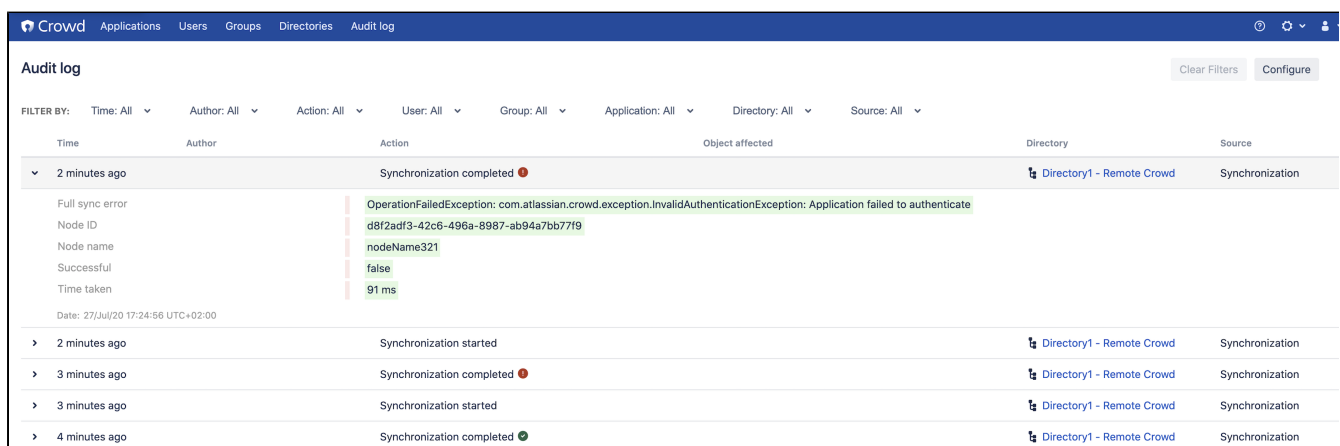 Crowd Applications Users Groups Directories Audit log
Audit log
Clear Filters Configure
FILTER BY: Time: All Author: All Action: All User: All Group: All Application: All Directory: All Source: All
Time Author Action Object affected Directory Source
2 minutes ago Synchronization completed Directory1 - Remote Crowd Synchronization
Full sync error OperationFailedException: com.atlassian.crowd.exception.InvalidAuthenticationException: Application failed to authenticate
Node ID d8f2adf3-42c6-496a-8987-ab94a7bb77f9
Node name nodeName321
Successful false
Time taken 91 ms
Date: 27/Jul/20 17:24:56 UTC+02:00
2 minutes ago Synchronization started Directory1 - Remote Crowd Synchronization
3 minutes ago Synchronization completed Directory1 - Remote Crowd Synchronization
3 minutes ago Synchronization started Directory1 - Remote Crowd Synchronization
4 minutes ago Synchronization completed Directory1 - Remote Crowd Synchronization